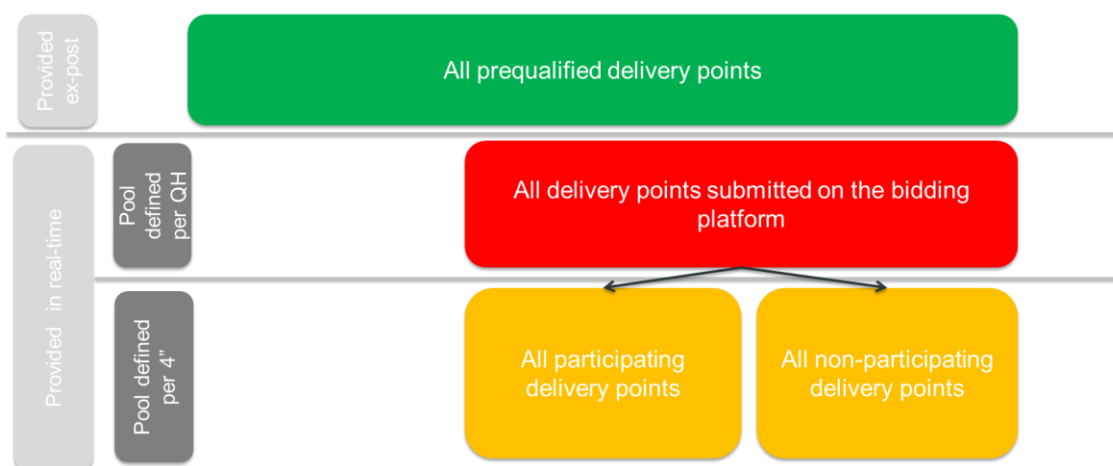 Provided
ex-post
All prequalified delivery points
Provided in real-time
Pool
defined
per QH
All delivery points submitted on the bidding
platform
Pool defined
per 4”
All participating
delivery points
All non-participating
delivery points